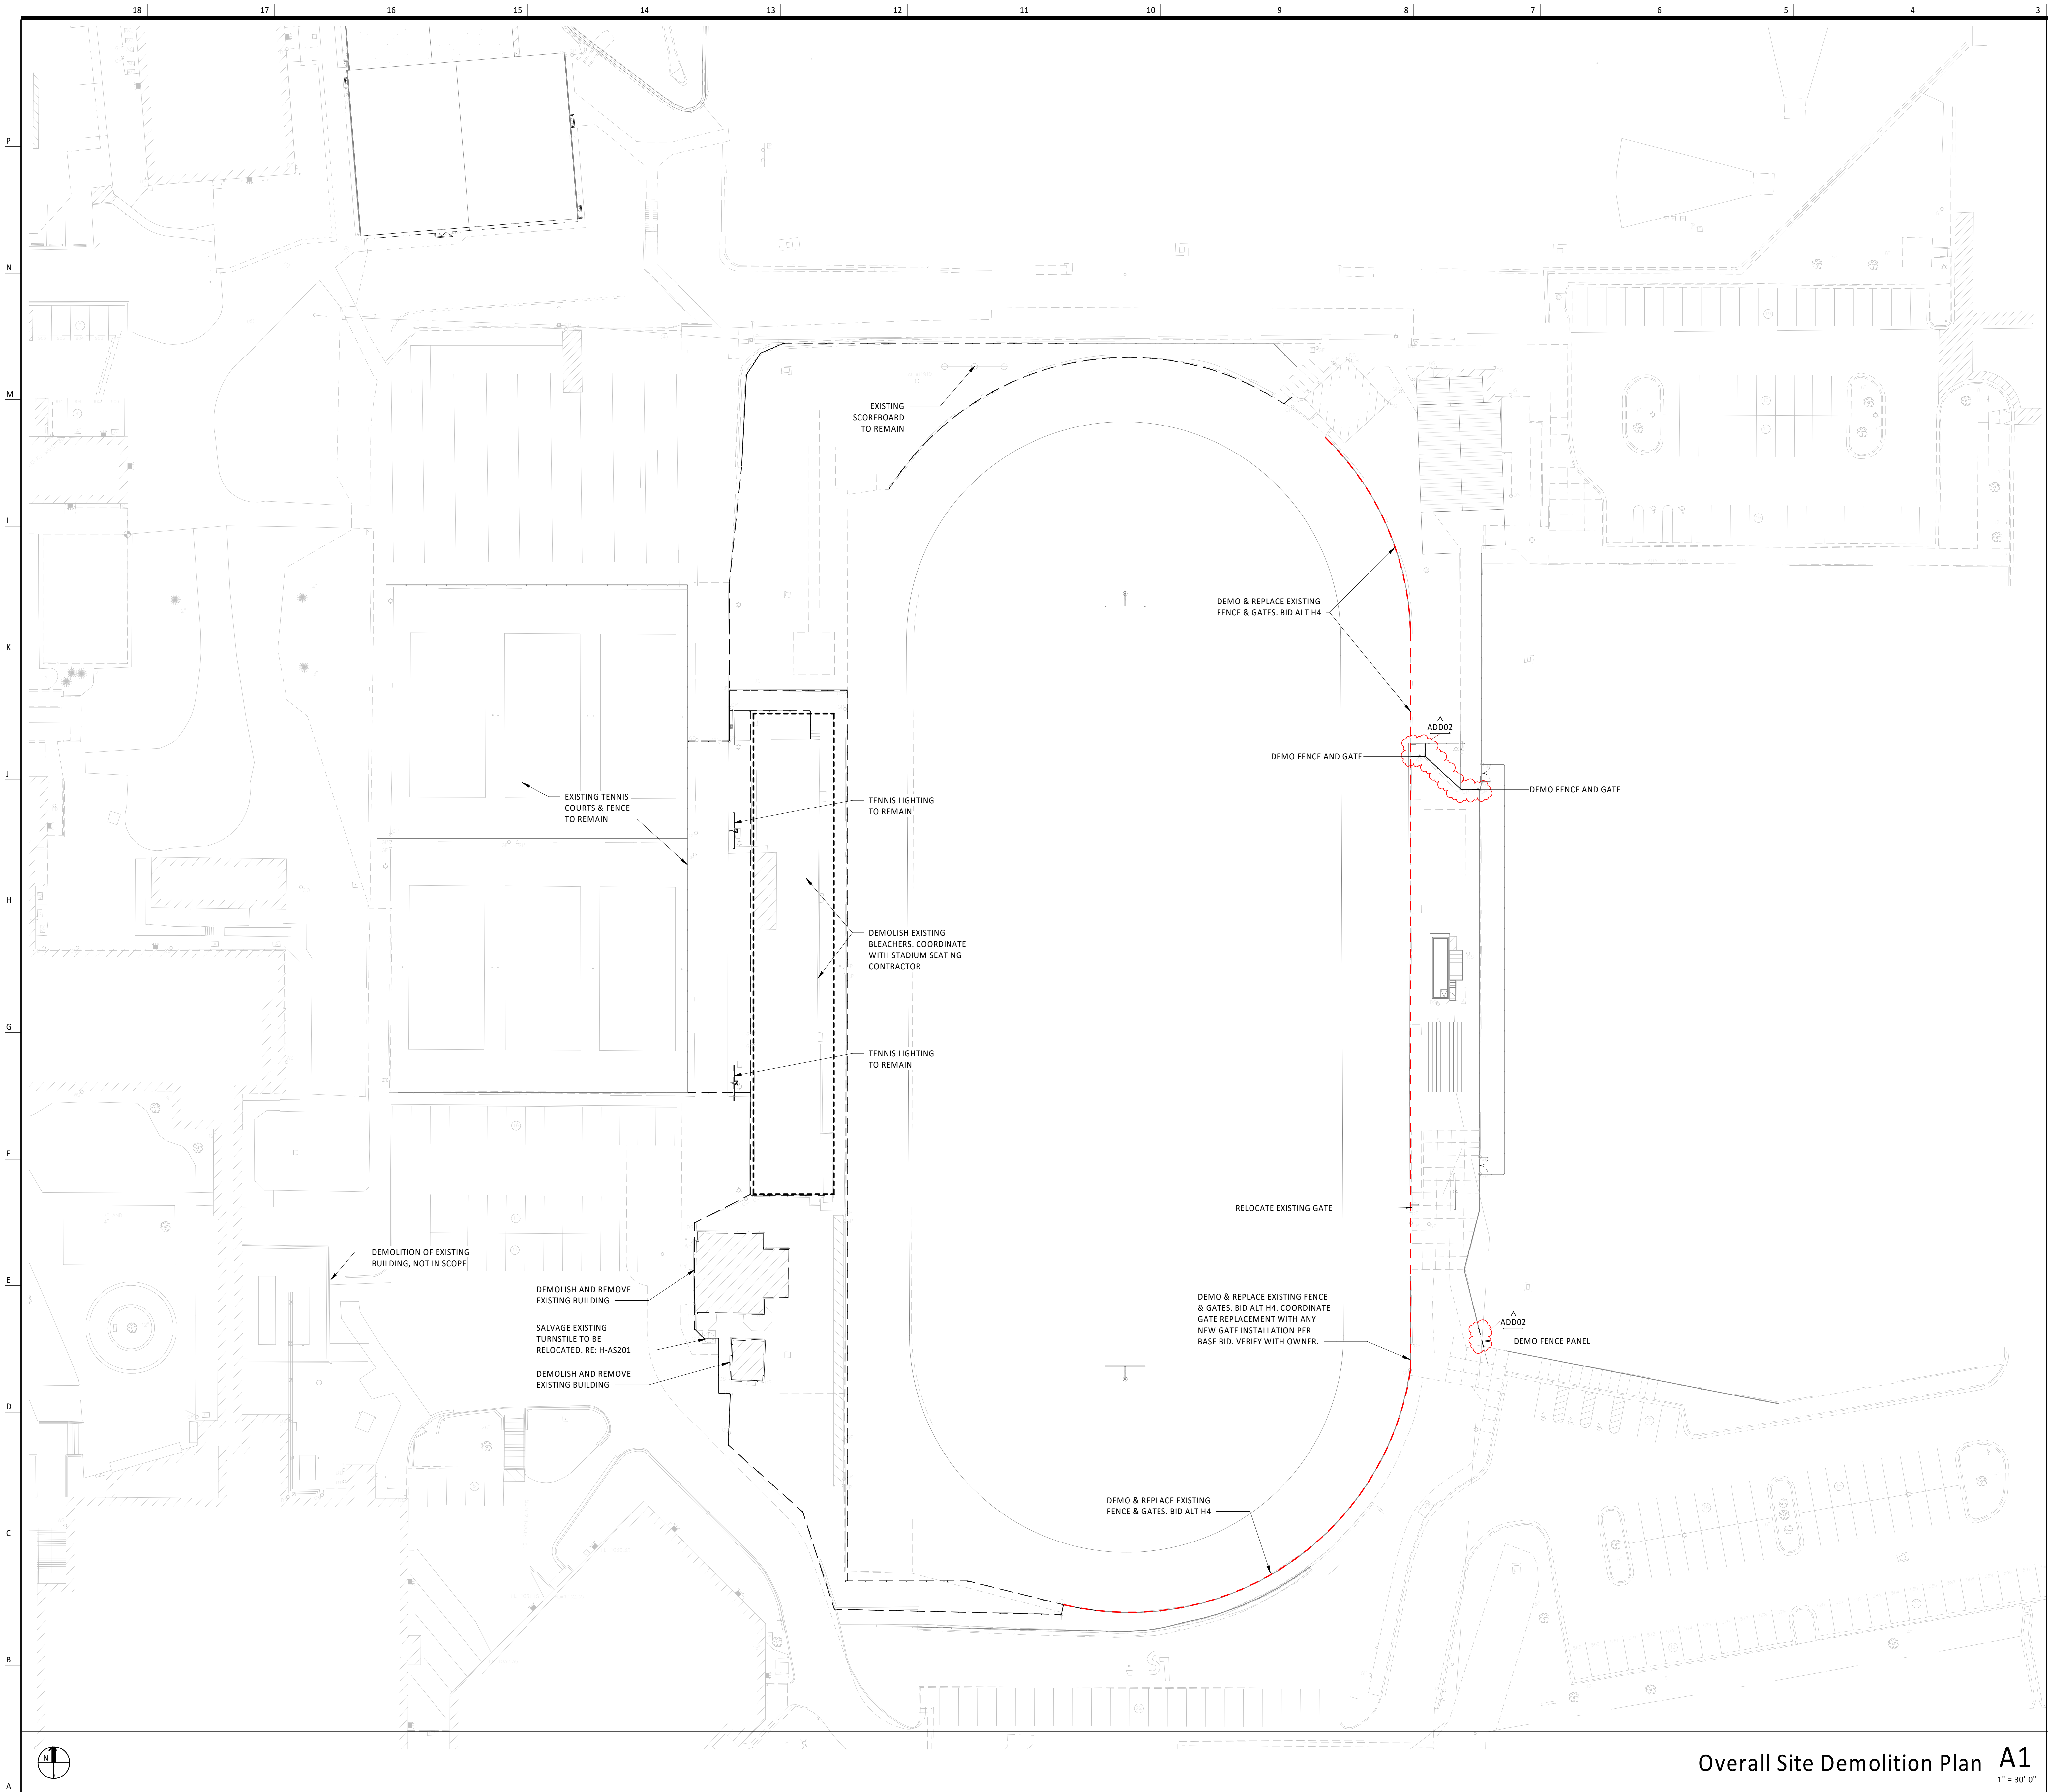 18 17 16 15 14 13 12 11 10 9 8 7 6 5 4 3
P
N
M
EXISTING
SCOREBOARD
TO REMAIN
L
DEMO & REPLACE EXISTING
FENCE & GATES. BID ALT H4
K
ADD02
DEMO FENCE AND GATE
J
DEMO FENCE AND GATE
EXISTING TENNIS
COURTS & FENCE
TO REMAIN
TENNIS LIGHTING
TO REMAIN
H
DEMOLISH EXISTING
BLEACHERS. COORDINATE
WITH STADIUM SEATING
CONTRACTOR
G
TENNIS LIGHTING
TO REMAIN
F
RELOCATE EXISTING GATE
DEMOLITION OF EXISTING
BUILDING, NOT IN SCOPE
E
DEMOLISH AND REMOVE
EXISTING BUILDING
DEMO & REPLACE EXISTING FENCE
& GATES. BID ALT H4. COORDINATE
GATE REPLACEMENT WITH ANY
NEW GATE INSTALLATION PER
BASE BID. VERIFY WITH OWNER.
ADD02
DEMO FENCE PANEL
SALVAGE EXISTING
TURNSTILE TO BE
RELOCATED. RE: H-AS201
DEMOLISH AND REMOVE
EXISTING BUILDING
D
DEMO & REPLACE EXISTING
FENCE & GATES. BID ALT H4
C
B
N
Overall Site Demolition Plan A1
1" = 30'-0"
A